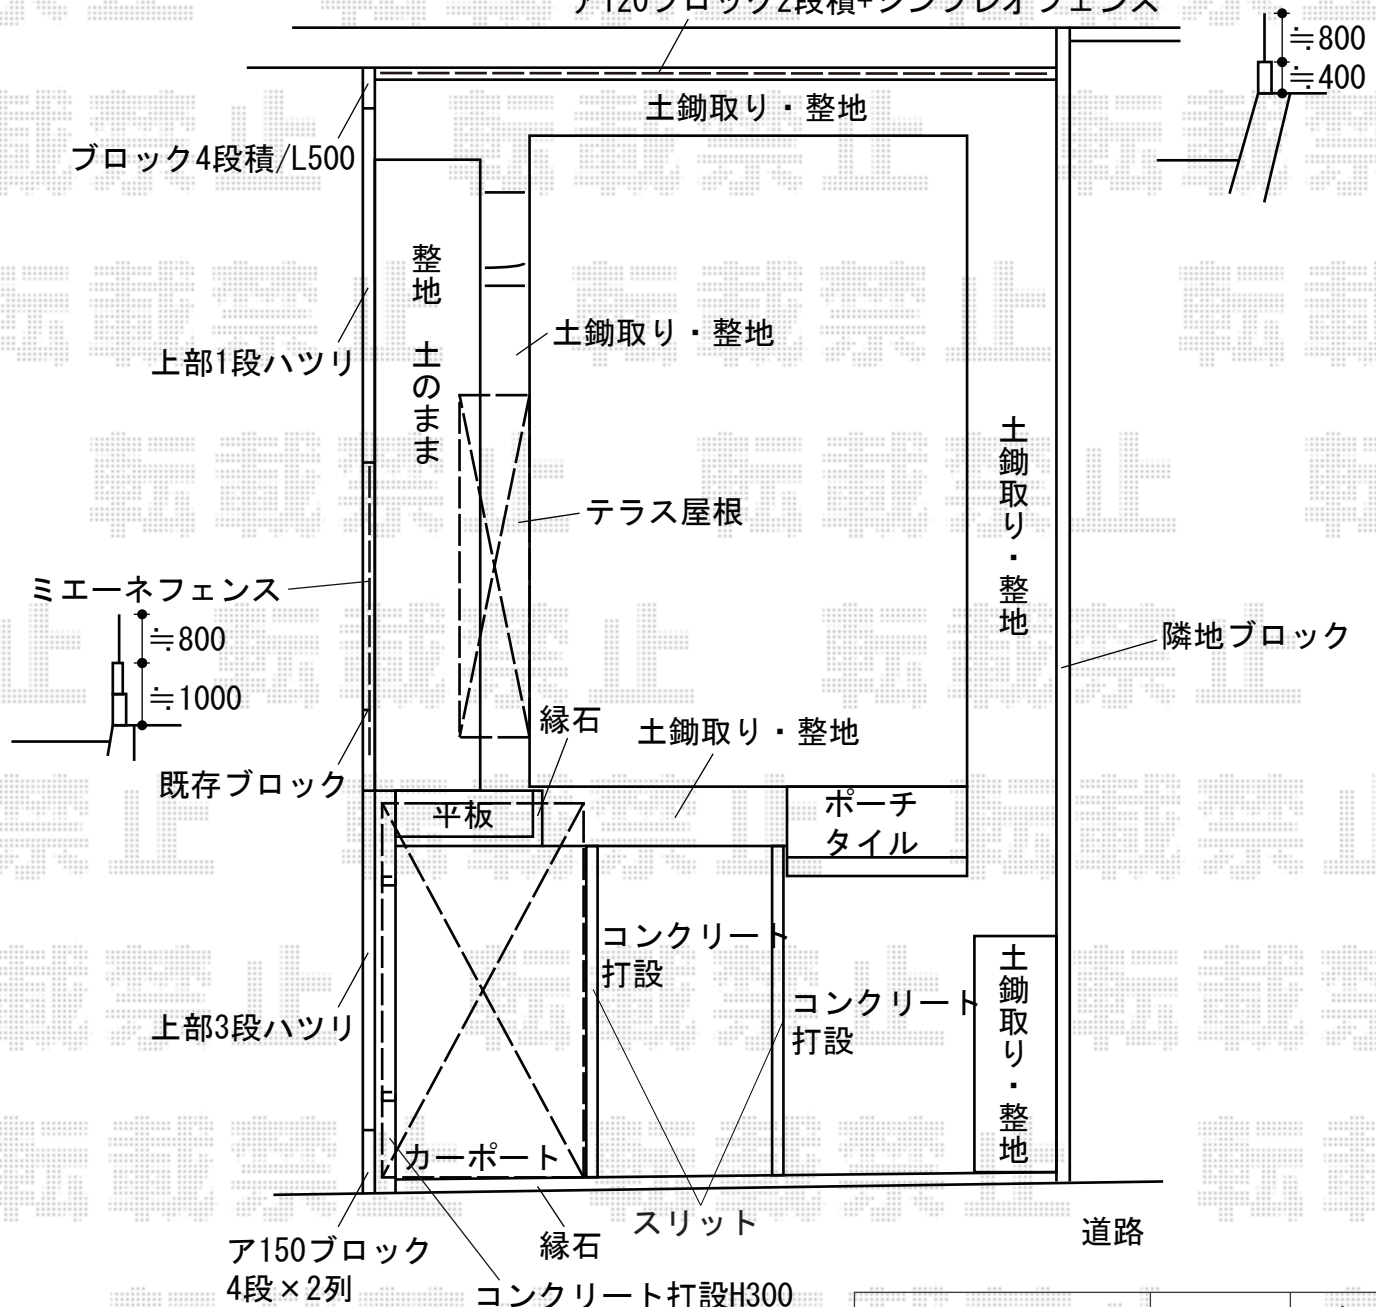 ア120ブロック2段積+シンプレオフェンス
≒800
≒400
土鋤取り・整地
ブロック4段積/L500
整地 土のまま
土鋤取り・整地
上部1段ハツリ
土鋤取り・整地
テラス屋根
ミエーネフェンス
≒800
≒1000
隣地ブロック
縁石
土鋤取り・整地
既存ブロック
平板
ポーチ
タイル
コンクリート
打設
コンクリート
打設
土鋤取り・整地
上部3段ハツリ
カーポート
スリット
道路
ア150ブロック
4段×2列
縁石
コンクリート打設H300
転載禁止